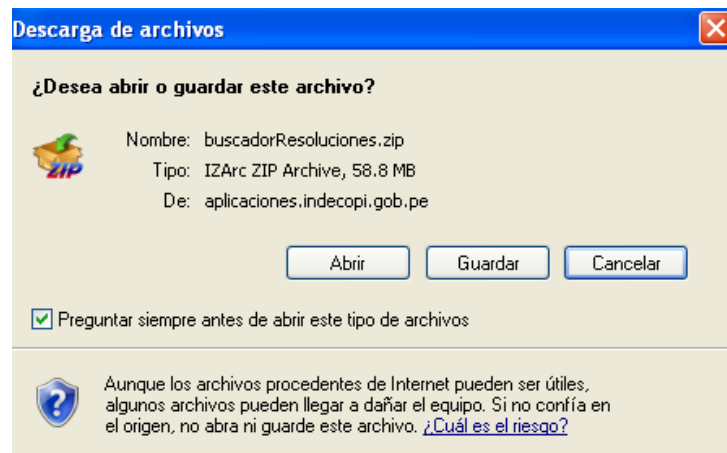 Descarga de archivos
¿Desea abrir o guardar este archivo?
Nombre: buscadorResoluciones.zip
Tipo: IZArc ZIP Archive, 58.8 MB
De: aplicaciones.indecopi.gob.pe
ZIP
Abrir Guardar Cancelar
Preguntar siempre antes de abrir este tipo de archivos
Aunque los archivos procedentes de Internet pueden ser útiles,
algunos archivos pueden llegar a dañar el equipo. Si no confía en
el origen, no abra ni guarde este archivo. ¿Cuál es el riesgo?